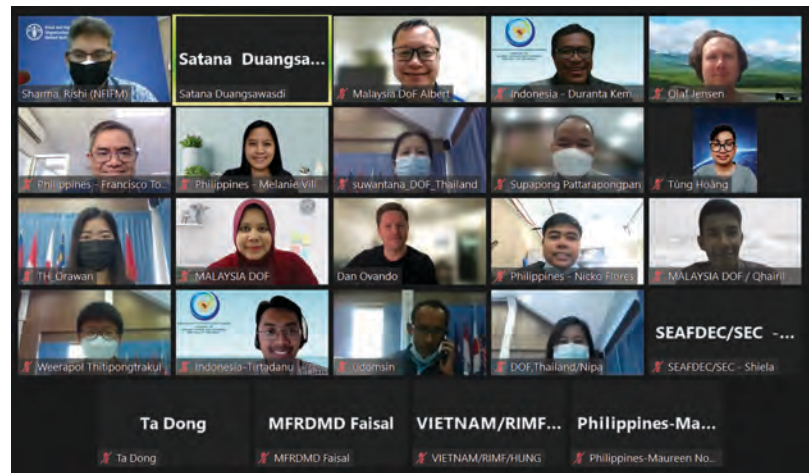 Sharma, Rishi (NFIFM)
Satana Duangsa...
Satana Duangsawasdi
Malaysia DoF Albert
Indonesia - Duranta Kem
Olaf Jensen
Philippines - Francisco To..
Philippines - Melanie Vill
suwantana_DOF_Thailand
Supapong Pattarapongpan
Tùng Hoàng
TH_Orawan
MALAYSIA DOF
Dan Ovando
Philippines - Nicko Flores
MALAYSIA DOF / Qhairil
Weerapol Thitipongtrakul
Indonesia-Tirtadanu
udomsin
DOF,Thailand/Nipa
SEAFDEC/SEC -...
SEAFDEC/SEC - Shiela
Ta Dong
Ta Dong
MFRDMD Faisal
MFRDMD Faisal
VIETNAM/RIMF...
VIETNAM/RIMF/HUNG
Philippines-Ma...
Philippines-Maureen No...